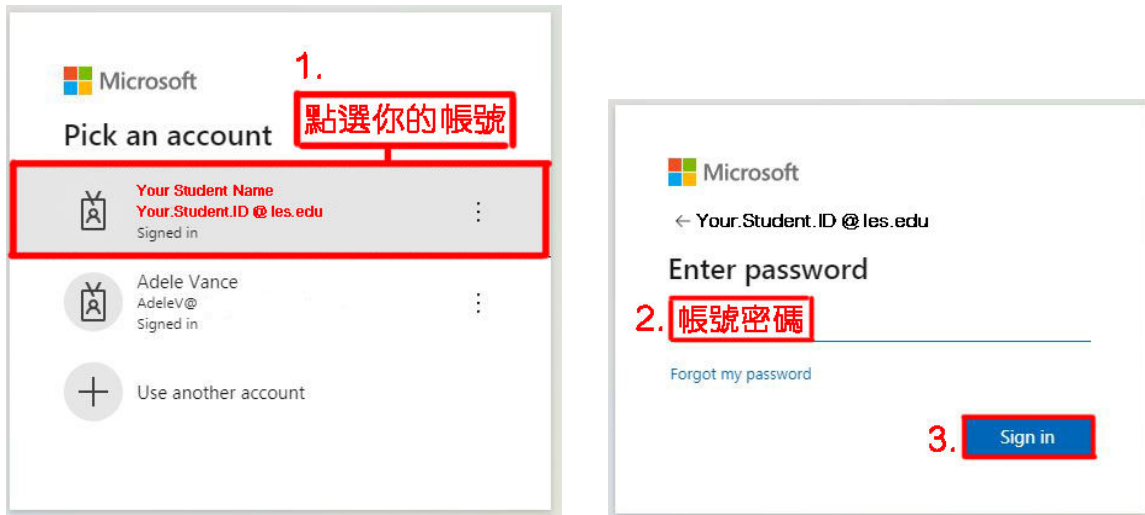 Microsoft
1.
點選你的帳號
Pick an account
Your Student Name
Your.Student.ID @ les.edu
Signed in
Adele Vance
AdeleV@
Signed in
Use another account
Microsoft
← Your.Student.ID @ les.edu
Enter password
2. 帳號密碼
Forgot my password
3. Sign in